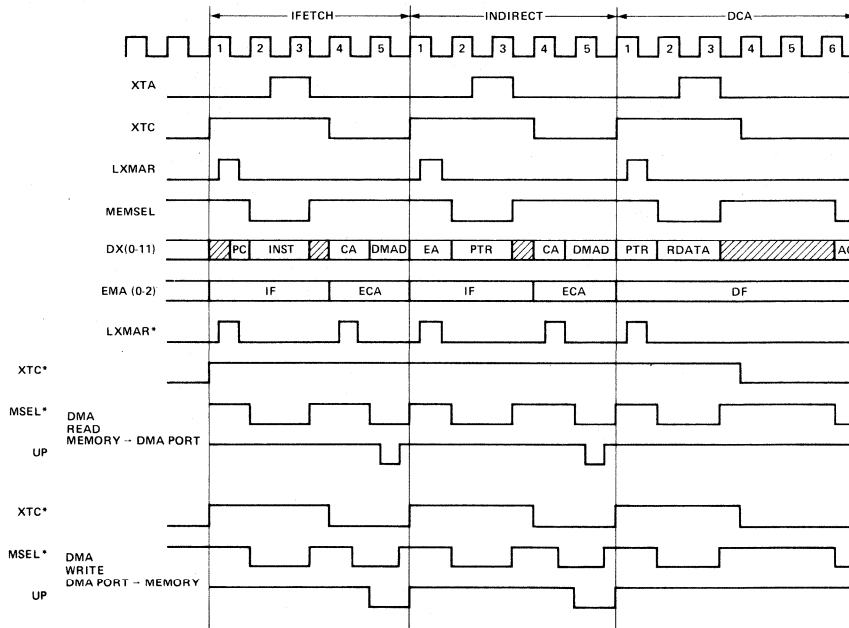 IFETCH INDIRECT DCA
1 2 3 4 5 1 2 3 4 5 1 2 3 4 5 6
XTA
XTC
LXMAR
MEMSEL
DX(0-11) PC INST CA DMAD EA PTR CA DMAD PTR RDATA
EMA (0-2) IF ECA IF ECA DF
LXMAR*
XTC*
MSEL* DMA
READ
MEMORY → DMA PORT
UP
XTC*
MSEL* DMA
WRITE
DMA PORT → MEMORY
UP